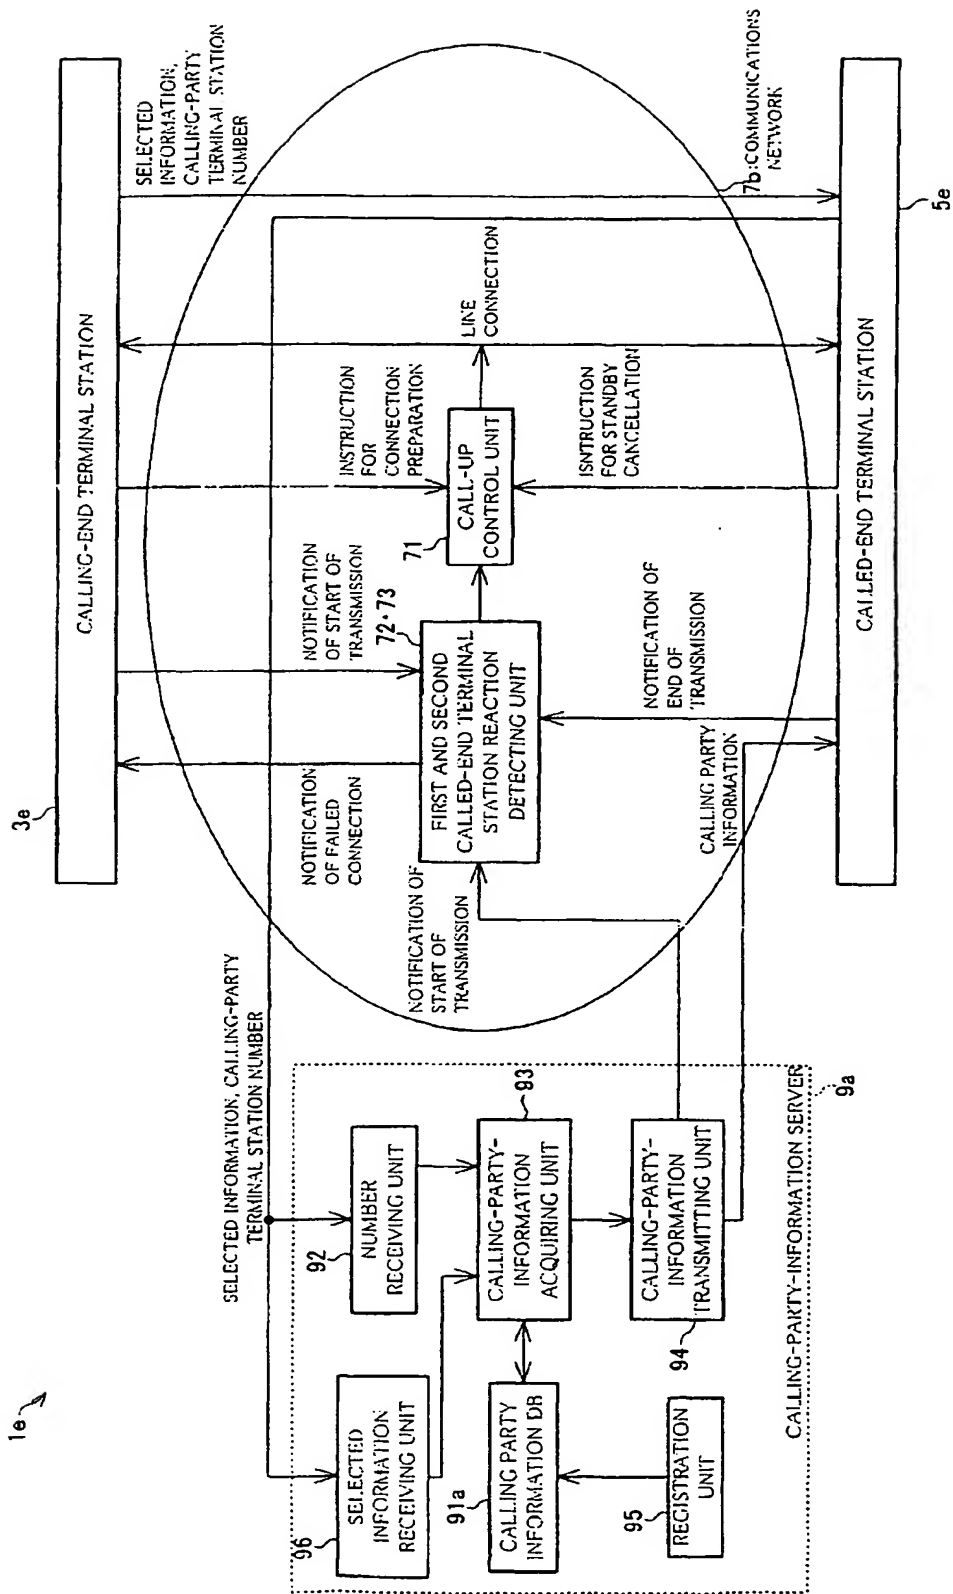 1e
3e
CALLING-END TERMINAL STATION
SELECTED
INFORMATION,
CALLING-PARTY
TERMINAL STATION
NUMBER
SELECTED INFORMATION, CALLING-PARTY
TERMINAL STATION NUMBER
NOTIFICATION
OF FAILED
CONNECTION
NOTIFICATION
OF START OF
TRANSMISSION
INSTRUCTION
FOR
CONNECTION
PREPARATION
96
SELECTED
INFORMATION
RECEIVING UNIT
92
NUMBER
RECEIVING UNIT
NOTIFICATION OF
START OF
TRANSMISSION
72・73
FIRST AND SECOND
CALLED-END TERMINAL
STATION REACTION
DETECTING UNIT
71
CALL-UP
CONTROL UNIT
LINE
CONNECTION
91a
CALLING PARTY
INFORMATION DB
93
CALLING-PARTY-
INFORMATION
ACQUIRING UNIT
95
REGISTRATION
UNIT
94
CALLING-PARTY-
INFORMATION
TRANSMITTING UNIT
CALLING PARTY
INFORMATION
NOTIFICATION OF
END OF
TRANSMISSION
ISNTRUCTION
FOR STANDBY
CANCELLATION
7b:COMMUNICATIONS
NETWORK
CALLING-PARTY-INFORMATION SERVER
9a
CALLED-END TERMINAL STATION
5e